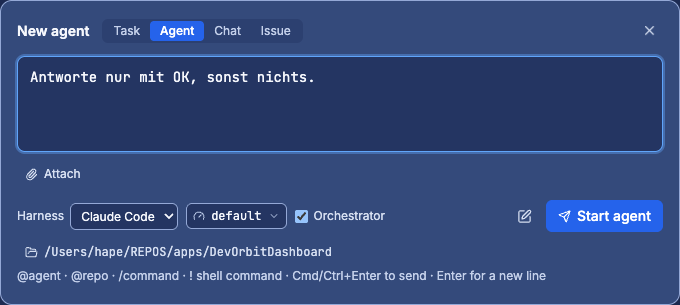 New agent Task Agent Chat Issue
Antworte nur mit OK, sonst nichts.
Attach
Harness Claude Code default Orchestrator Start agent
/Users/hape/REPOS/apps/DevOrbitDashboard
@agent · @repo · /command · ! shell command · Cmd/Ctrl+Enter to send · Enter for a new line